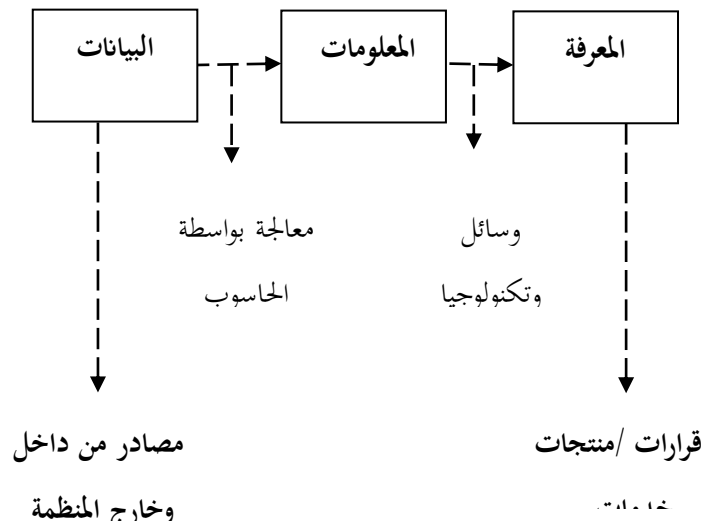 البيانات
المعلومات
المعرفة
معالجة بواسطة
الحاسوب
وسائل
وتكنولوجيا
مصادر من داخل
وخارج المنظمة
قرارات /منتجات